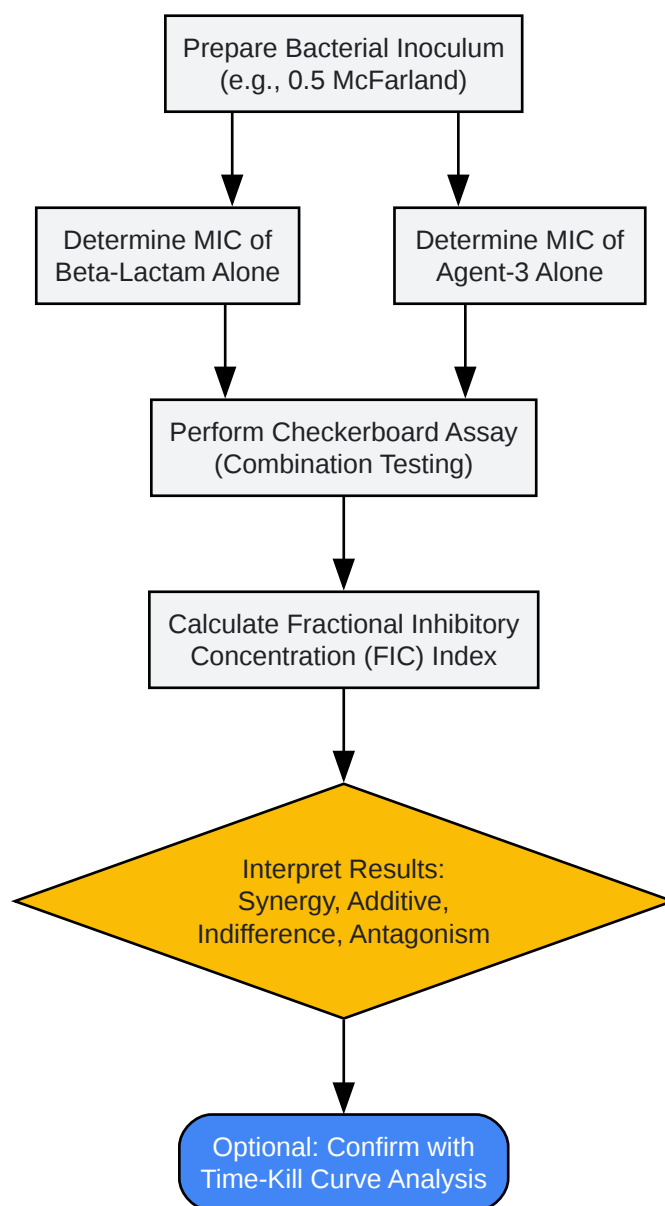 Prepare Bacterial Inoculum
(e.g., 0.5 McFarland)
Determine MIC of
Beta-Lactam Alone
Determine MIC of
Agent-3 Alone
Perform Checkerboard Assay
(Combination Testing)
Calculate Fractional Inhibitory
Concentration (FIC) Index
Interpret Results:
Synergy, Additive,
Indifference, Antagonism
Optional: Confirm with
Time-Kill Curve Analysis